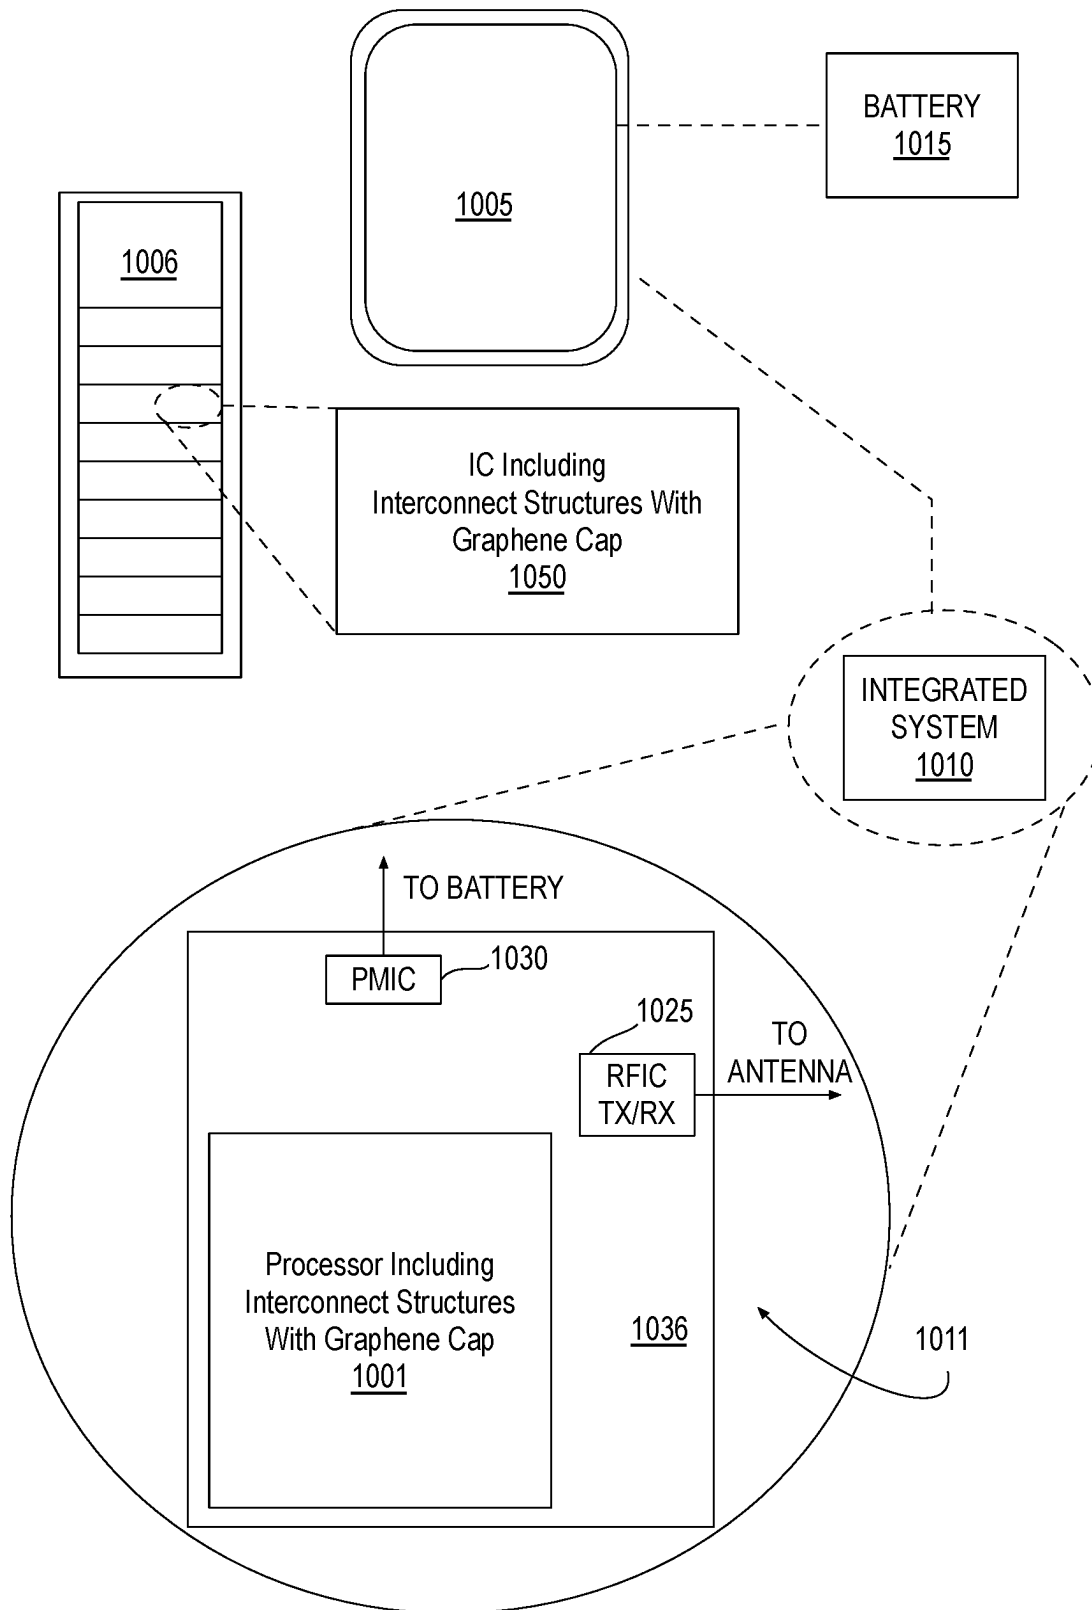 BATTERY
1015
1005
1006
IC Including
Interconnect Structures With
Graphene Cap
1050
INTEGRATED
SYSTEM
1010
TO BATTERY
PMIC
1030
1025
TO
ANTENNA
RFIC
TX/RX
Processor Including
Interconnect Structures
With Graphene Cap
1001
1036
1011